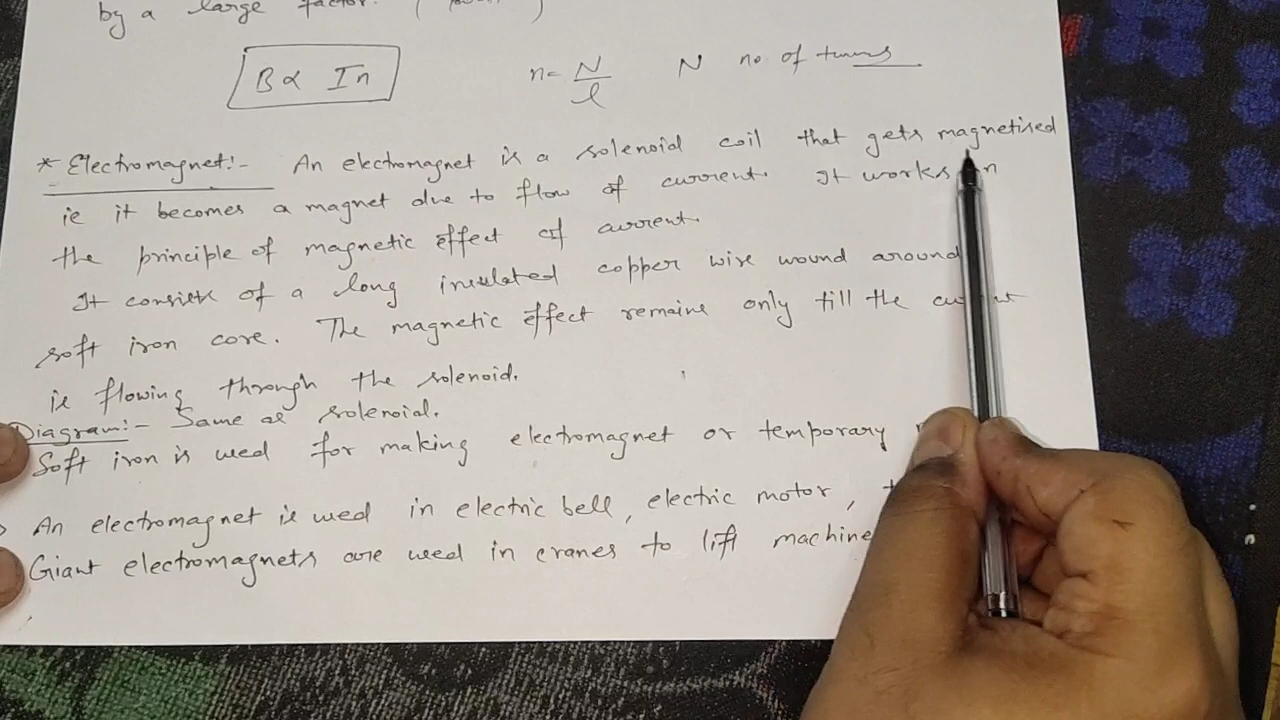 by a large factor. (
B ∝ In
n = N/l N no. of turns
* Electromagnet:- An electromagnet is a solenoid coil that gets magnetised
ie it becomes a magnet due to flow of current. It works
the principle of magnetic effect of current.
It consists of a long insulated copper wire wound around
soft iron core. The magnetic effect remains only till the
is flowing through the solenoid.
Diagram:- Same as solenoid.
Soft iron is used for making electromagnet or temporary
An electromagnet is used in electric bell, electric motor,
Giant electromagnets are used in cranes to lift machine